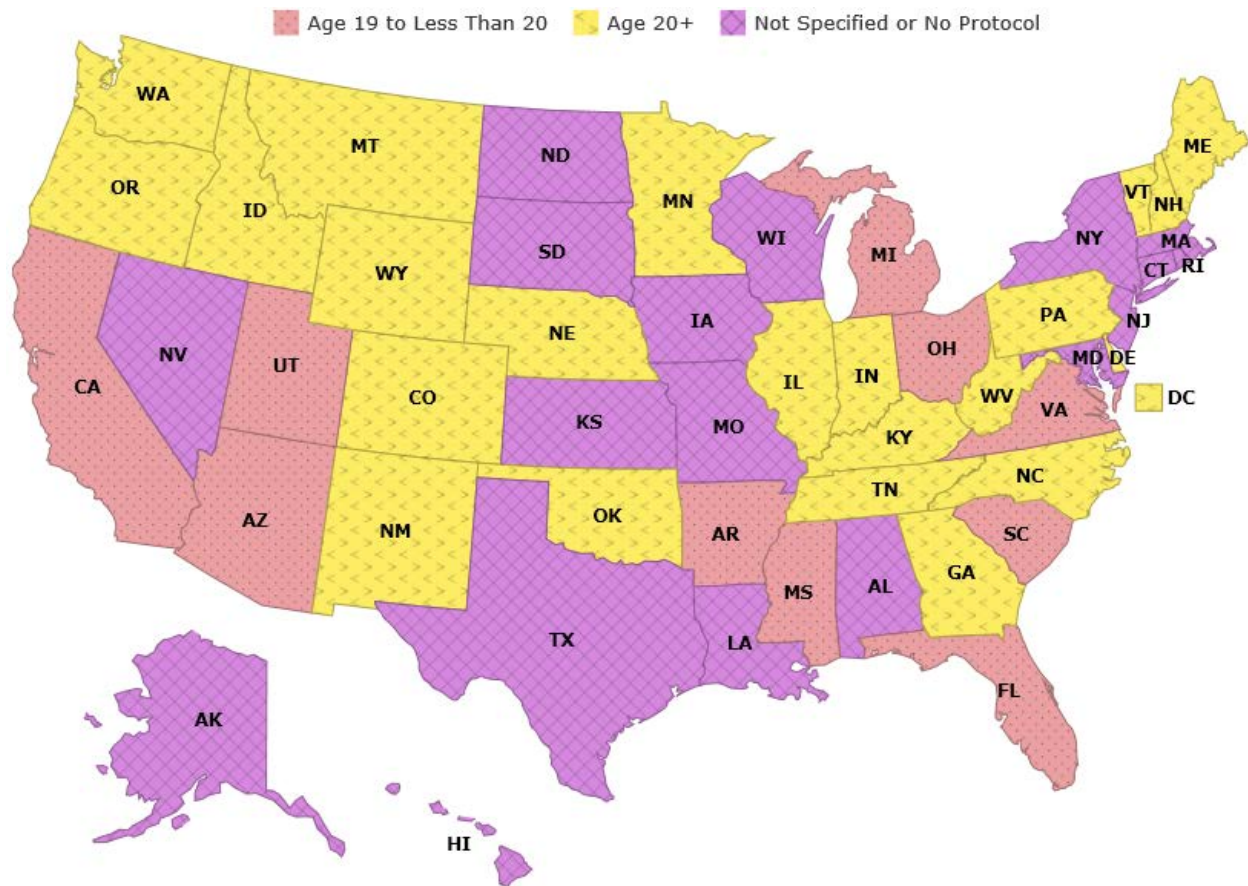 Age 19 to Less Than 20 Age 20+ Not Specified or No Protocol
WA
MT
ND
ME
OR
ID
MN
VT
NH
SD
WI
NY
MA
WY
MI
CT
RI
NE
IA
PA
NJ
NV
UT
OH
MD
DE
CA
CO
IL
IN
WV
DC
KS
MO
VA
KY
NC
AZ
NM
OK
TN
AR
SC
MS
AL
GA
TX
LA
FL
AK
HI